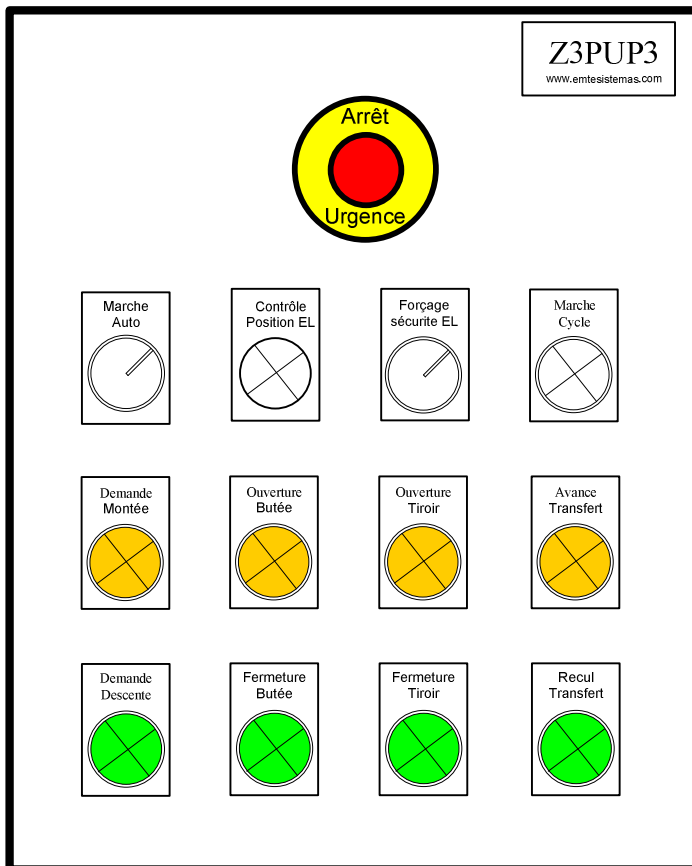 Z3PUP3
www.emtesistemas.com
Arrêt
Urgence
Marche
Auto
Contrôle
Position EL
Forçage
sécurite EL
Marche
Cycle
Demande
Montée
Ouverture
Butée
Ouverture
Tiroir
Avance
Transfert
Demande
Descente
Fermeture
Butée
Fermeture
Tiroir
Recul
Transfert